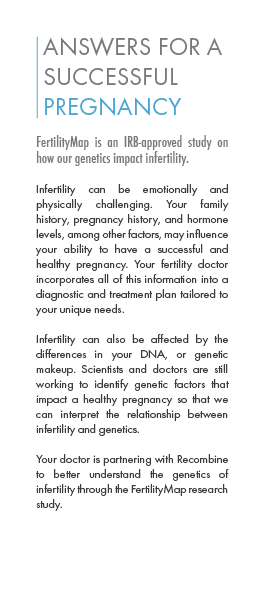 ANSWERS FOR A
SUCCESSFUL
PREGNANCY
FertilityMap is an IRB-approved study on
how our genetics impact infertility.
Infertility can be emotionally and
physically challenging. Your family
history, pregnancy history, and hormone
levels, among other factors, may influence
your ability to have a successful and
healthy pregnancy. Your fertility doctor
incorporates all of this information into a
diagnostic and treatment plan tailored to
your unique needs.
Infertility can also be affected by the
differences in your DNA, or genetic
makeup. Scientists and doctors are still
working to identify genetic factors that
impact a healthy pregnancy so that we
can interpret the relationship between
infertility and genetics.
Your doctor is partnering with Recombine
to better understand the genetics of
infertility through the FertilityMap research
study.